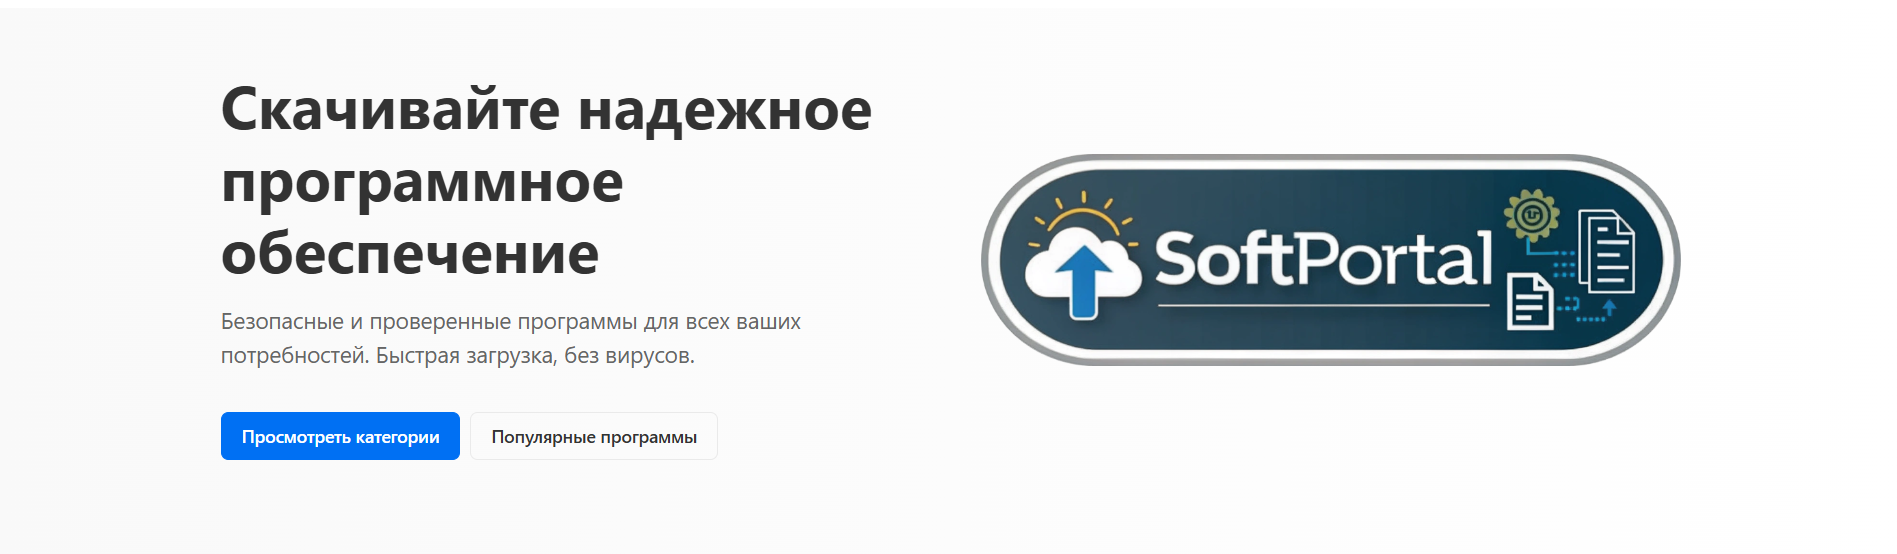 Скачивайте надежное
программное
обеспечение
Безопасные и проверенные программы для всех ваших
потребностей. Быстрая загрузка, без вирусов.
Просмотреть категории
Популярные программы
SoftPortal